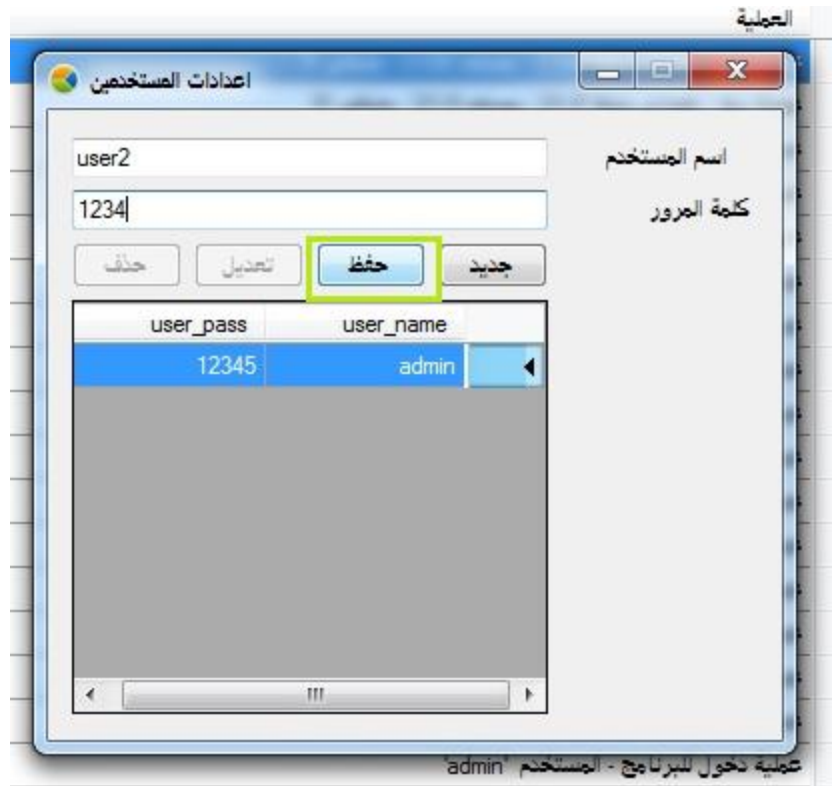 العملية
اعدادات المستخدمين
اسم المستخدم user2
كلمة المرور 1234
جديد حفظ تعديل حذف
user_name user_pass
admin 12345
عملية دخول للبرنامج - المستخدم 'admin'